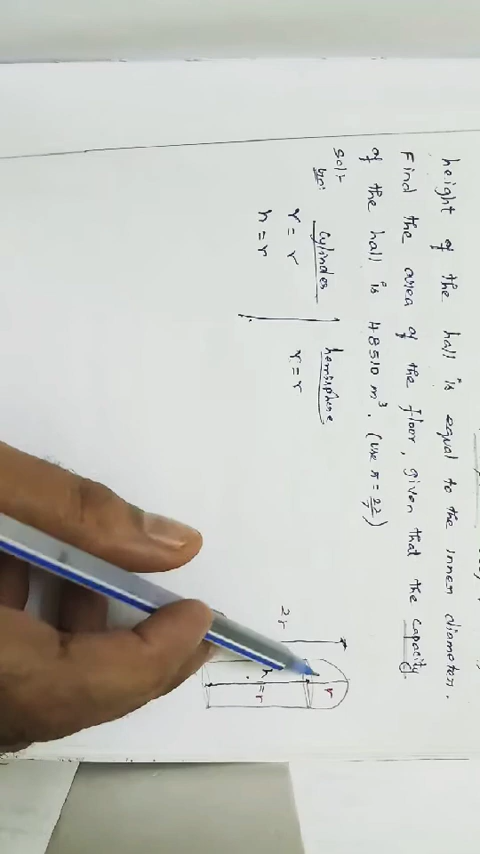 height of the hall is equal to the inner diameter.
Find the area of the floor, given that the capacity
of the hall is 48510 m³. (Use π = 22/7)
Sol:-
Cylinder hemisphere
r = r r = r
h = r
2r
r
h = r